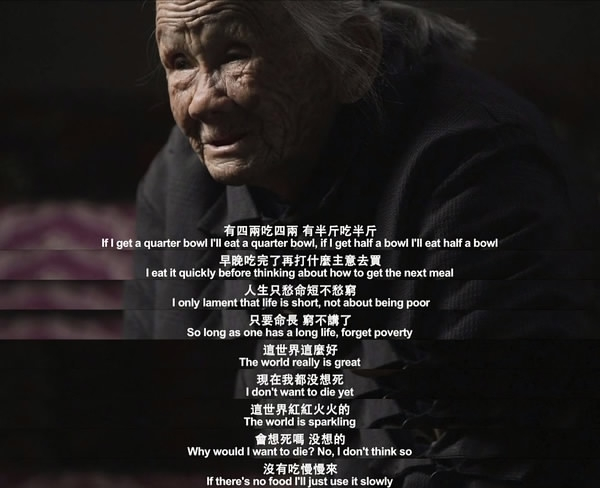 有四兩吃四兩 有半斤吃半斤
If I get a quarter bowl I'll eat a quarter bowl, if I get half a bowl I'll eat half a bowl
早晚吃完了再打什麼主意去買
I eat it quickly before thinking about how to get the next meal
人生只愁命短不愁窮
I only lament that life is short, not about being poor
只要命長 窮不講了
So long as one has a long life, forget poverty
這世界這麼好
The world really is great
現在我都没想死
I don't want to die yet
這世界紅紅火火的
The world is sparkling
會想死嗎 没想的
Why would I want to die? No, I don't think so
沒有吃慢慢來
If there's no food I'll just use it slowly